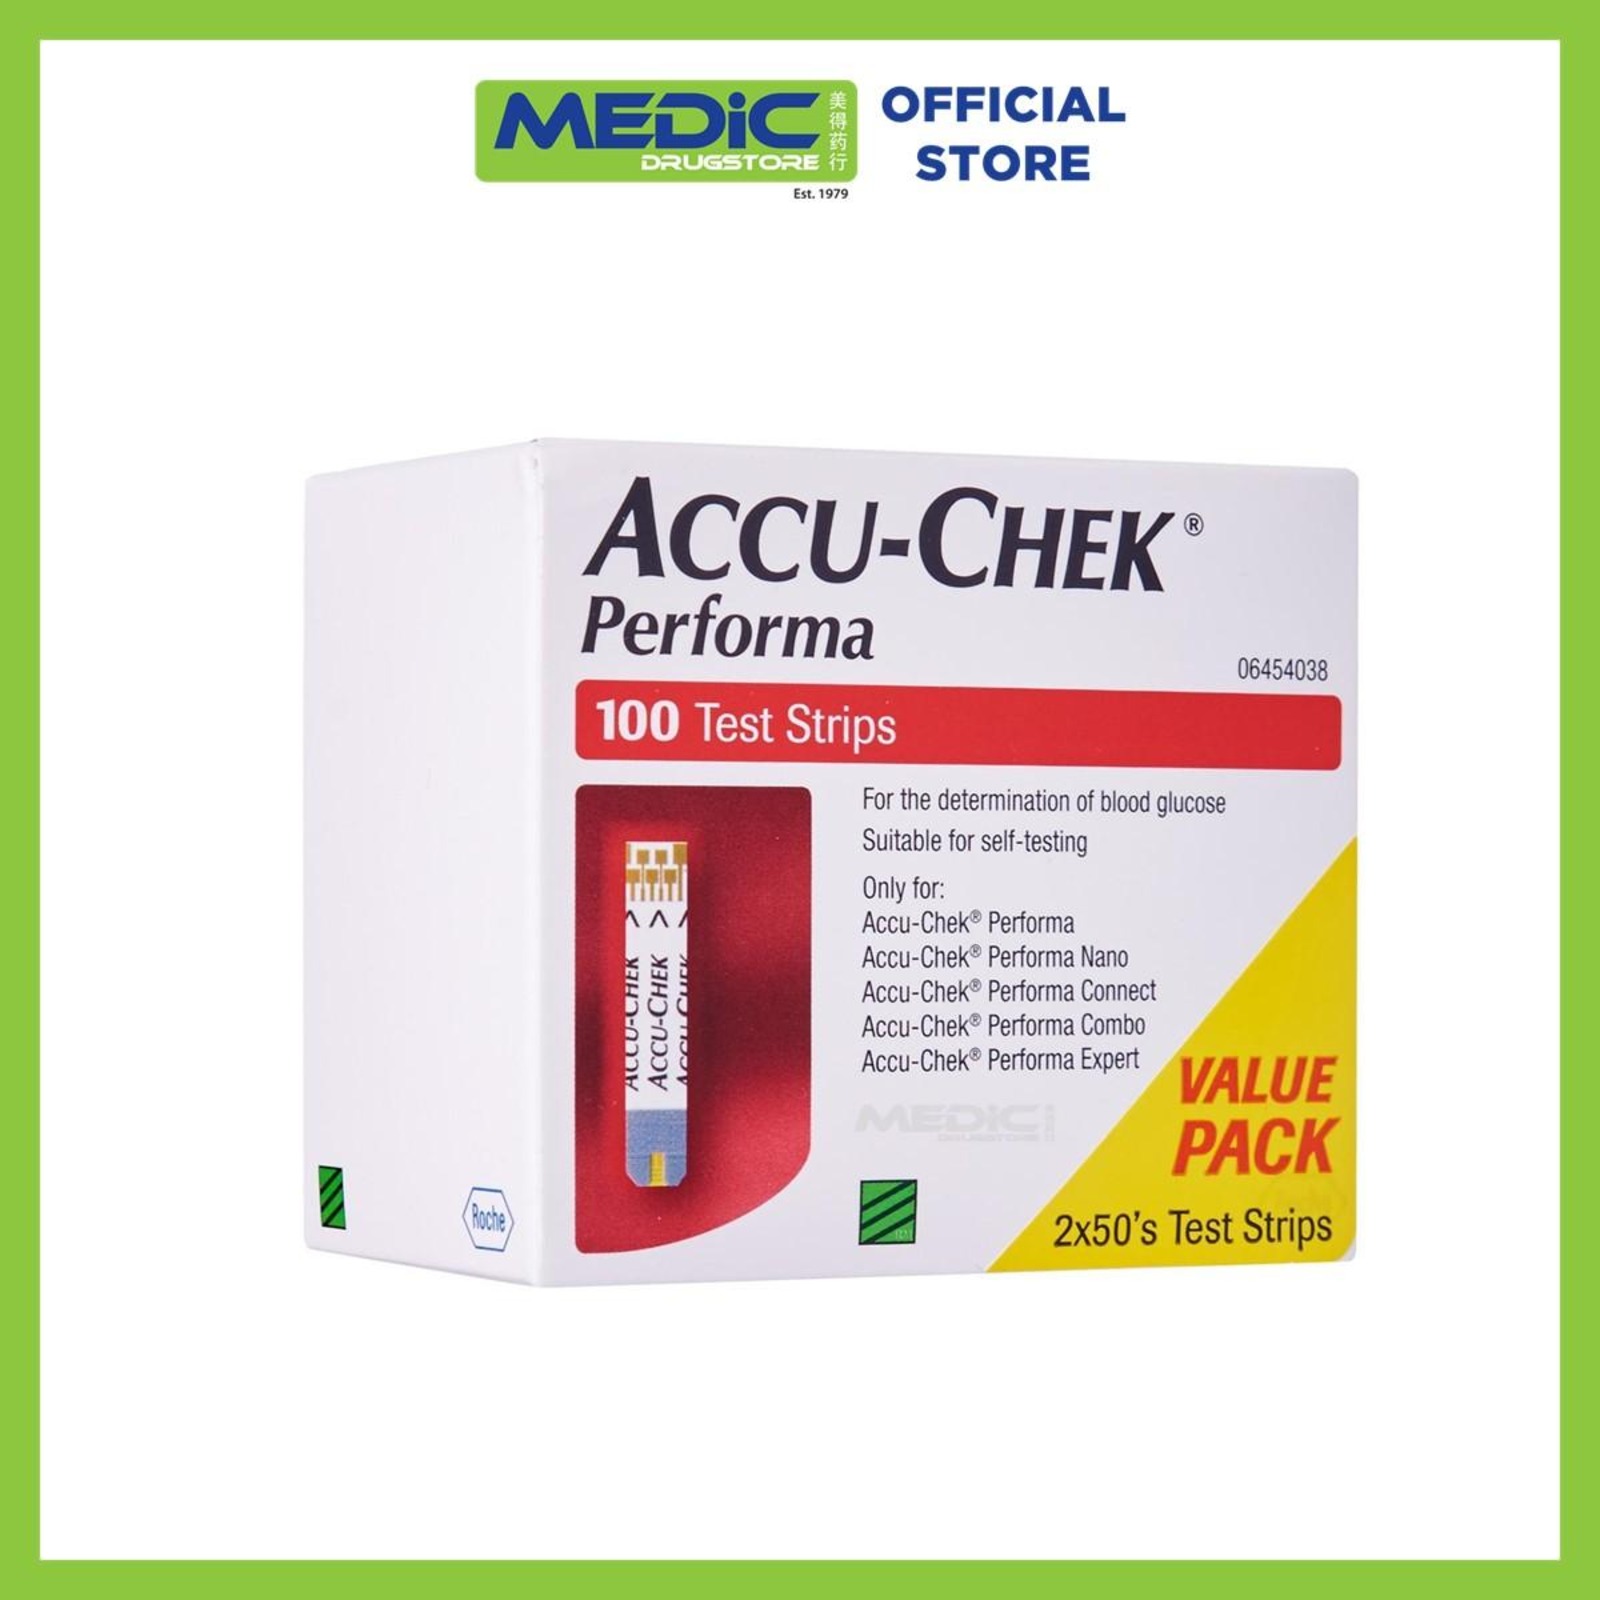 MEDiC
DRUGSTORE
美得药行
Est. 1979
OFFICIAL
STORE
ACCU-CHEK®
Performa
06454038
100 Test Strips
For the determination of blood glucose
Suitable for self-testing
Only for:
Accu-Chek® Performa
Accu-Chek® Performa Nano
Accu-Chek® Performa Connect
Accu-Chek® Performa Combo
Accu-Chek® Performa Expert
ACCU-CHEK
ACCU-CHEK
ACCU-CHEK
MEDiC
DRUGSTORE
VALUE
PACK
2x50's Test Strips
Roche